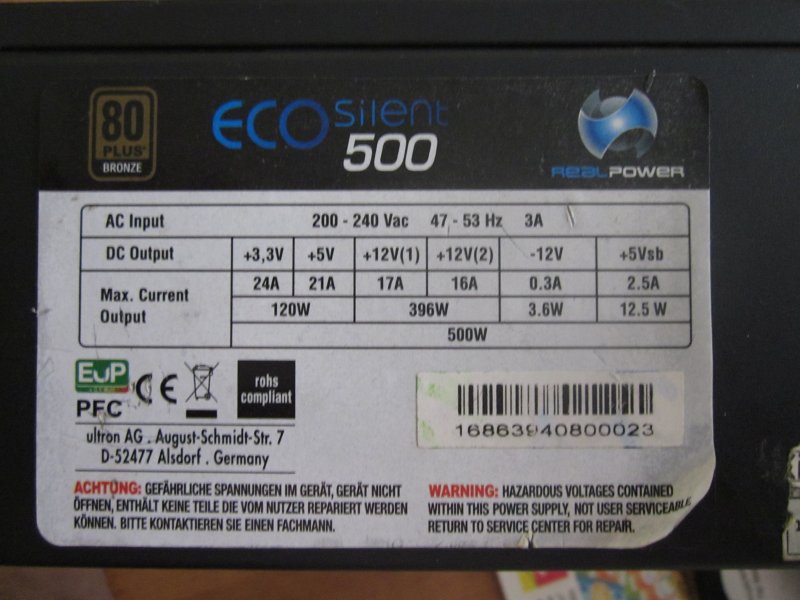 80
PLUS
BRONZE
ECO Silent
500
REALPOWER
AC Input 200 - 240 Vac 47 - 53 Hz 3A
DC Output +3,3V +5V +12V(1) +12V(2) -12V +5Vsb
Max. Current Output 24A 21A 17A 16A 0.3A 2.5A
120W 396W 3.6W 12.5 W
500W
EuP
PFC
CE
rohs
compliant
ultron AG . August-Schmidt-Str. 7
D-52477 Alsdorf . Germany
16863940800023
ACHTUNG: GEFÄHRLICHE SPANNUNGEN IM GERÄT, GERÄT NICHT
ÖFFNEN, ENTHÄLT KEINE TEILE DIE VOM NUTZER REPARIERT WERDEN
KÖNNEN. BITTE KONTAKTIEREN SIE EINEN FACHMANN.
WARNING: HAZARDOUS VOLTAGES CONTAINED
WITHIN THIS POWER SUPPLY, NOT USER SERVICEABLE
RETURN TO SERVICE CENTER FOR REPAIR.